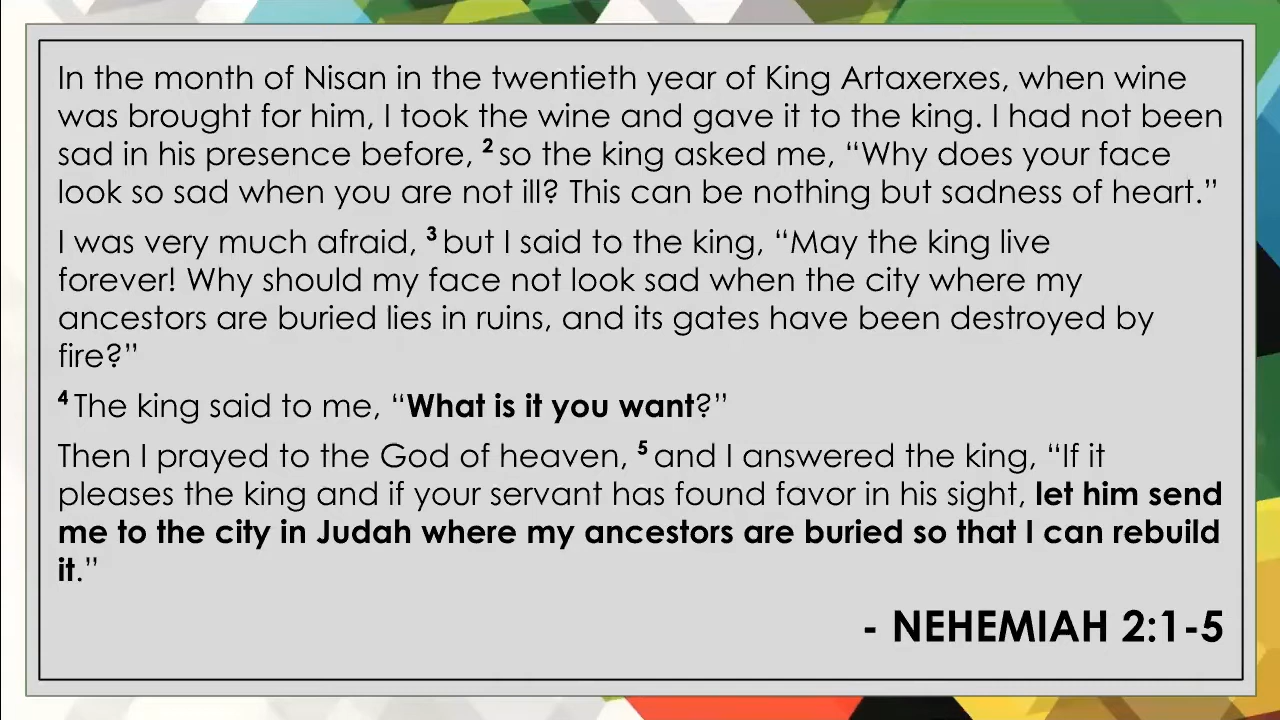 In the month of Nisan in the twentieth year of King Artaxerxes, when wine
was brought for him, I took the wine and gave it to the king. I had not been
sad in his presence before, ² so the king asked me, “Why does your face
look so sad when you are not ill? This can be nothing but sadness of heart.”
I was very much afraid, ³ but I said to the king, “May the king live
forever! Why should my face not look sad when the city where my
ancestors are buried lies in ruins, and its gates have been destroyed by
fire?”
⁴ The king said to me, “What is it you want?”
Then I prayed to the God of heaven, ⁵ and I answered the king, “If it
pleases the king and if your servant has found favor in his sight, let him send
me to the city in Judah where my ancestors are buried so that I can rebuild
it.”
- NEHEMIAH 2:1-5